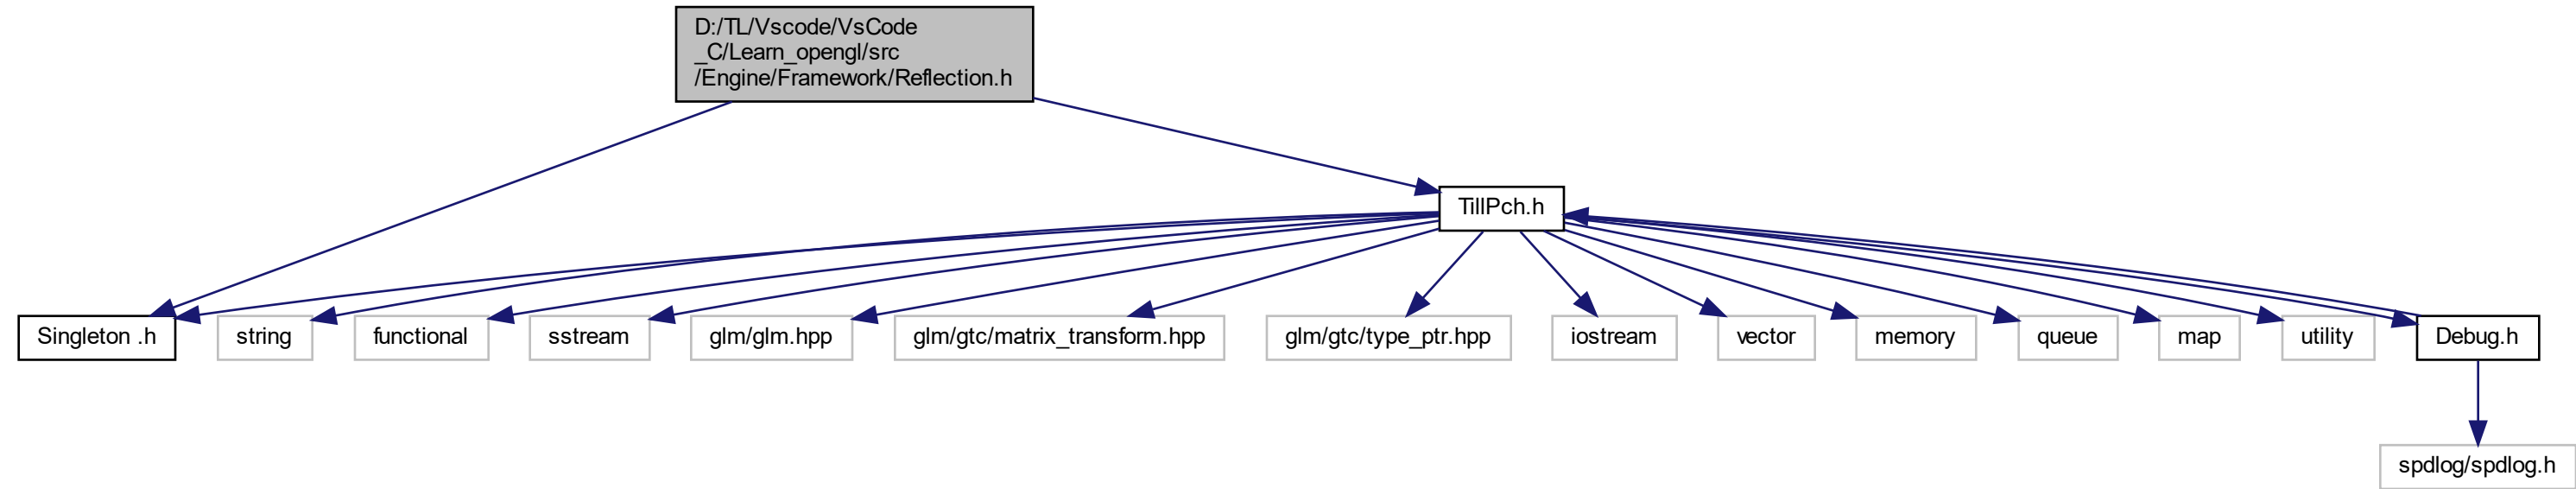 D:/TL/Vscode/VsCode
_C/Learn_opengl/src
/Engine/Framework/Reflection.h
TillPch.h
Singleton .h
string
functional
sstream
glm/glm.hpp
glm/gtc/matrix_transform.hpp
glm/gtc/type_ptr.hpp
iostream
vector
memory
queue
map
utility
Debug.h
spdlog/spdlog.h